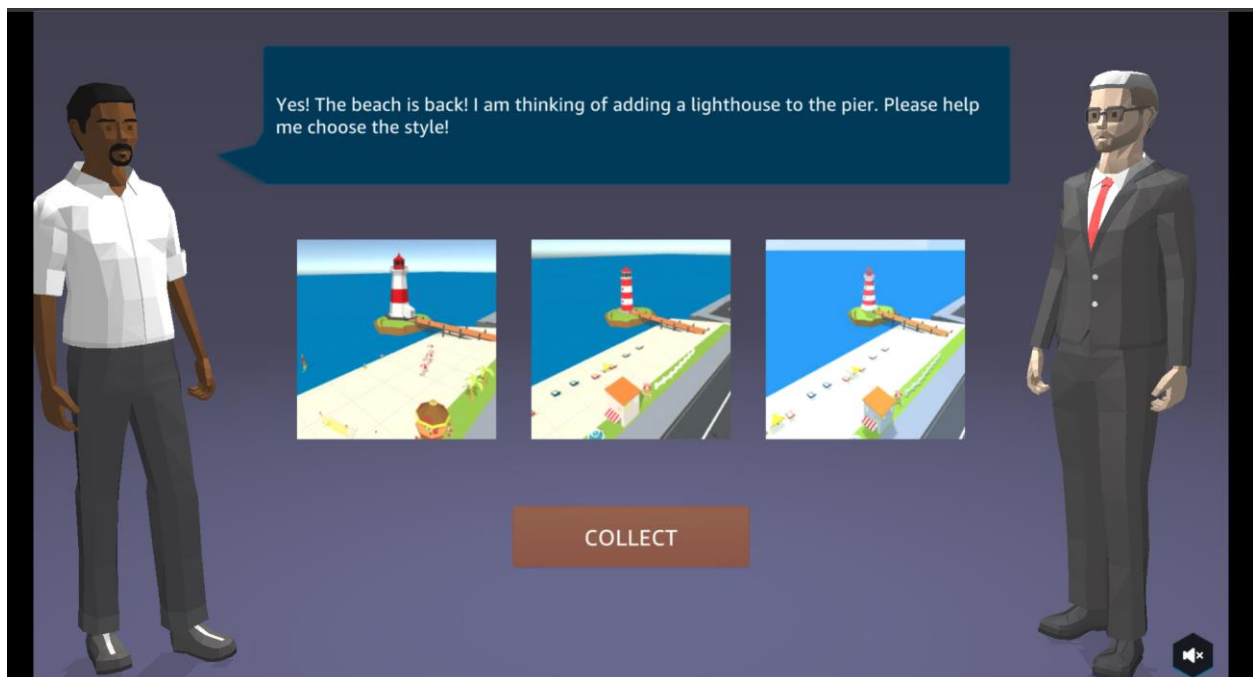 Yes! The beach is back! I am thinking of adding a lighthouse to the pier. Please help
me choose the style!
COLLECT